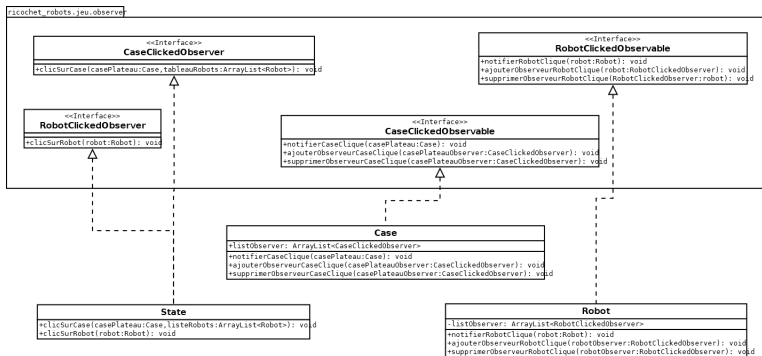 ricochet_robots.jeu.observer
<<Interface>>
CaseClickedObserver
+clicSurCase(casePlateau:Case,tableauRobots:ArrayList<Robot>): void
<<Interface>>
RobotClickedObservable
+notifierRobotClique(robot:Robot): void
+ajouterObserveurRobotClique(robot:RobotClickedObserver): void
+supprimerObserveurRobotClique(RobotClickedObserver:robot): void
<<Interface>>
RobotClickedObserver
+clicSurRobot(robot:Robot): void
<<Interface>>
CaseClickedObservable
+notifierCaseClique(casePlateau:Case): void
+ajouterObserveurCaseClique(casePlateauObserver:CaseClickedObserver): void
+supprimerObserveurCaseClique(casePlateauObserver:CaseClickedObserver): void
Case
+listObserver: ArrayList<CaseClickedObserver>
+notifierCaseClique(casePlateau:Case): void
+ajouterObserveurCaseClique(casePlateauObserver:CaseClickedObserver): void
+supprimerObserveurCaseClique(casePlateauObserver:CaseClickedObserver): void
State
+clicSurCase(casePlateau:Case,listeRobots:ArrayList<Robot>): void
+clicSurRobot(robot:Robot): void
Robot
-listObserver: ArrayList<RobotClickedObserver>
+notifierRobotClique(robot:Robot): void
+ajouterObserveurRobotClique(robotObserver:RobotClickedObserver): void
+supprimerObserveurRobotClique(robotObserver:RobotClickedObserver): void